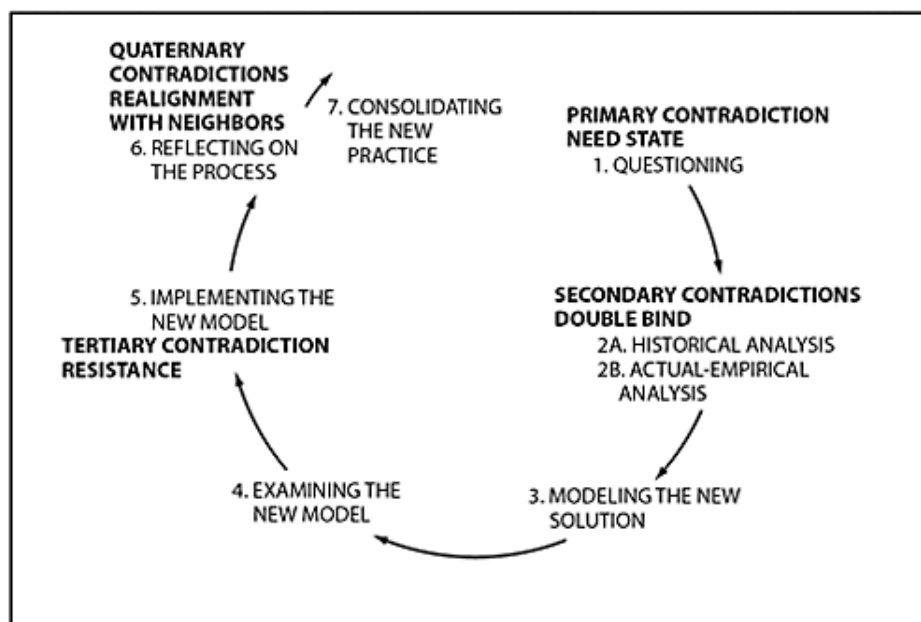 QUATERNARY
CONTRADICTIONS
REALIGNMENT
WITH NEIGHBORS
6. REFLECTING ON
THE PROCESS
7. CONSOLIDATING
THE NEW
PRACTICE
PRIMARY CONTRADICTION
NEED STATE
1. QUESTIONING
SECONDARY CONTRADICTIONS
DOUBLE BIND
2A. HISTORICAL ANALYSIS
2B. ACTUAL-EMPIRICAL
ANALYSIS
5. IMPLEMENTING THE
NEW MODEL
TERTIARY CONTRADICTION
RESISTANCE
4. EXAMINING THE
NEW MODEL
3. MODELING THE NEW
SOLUTION